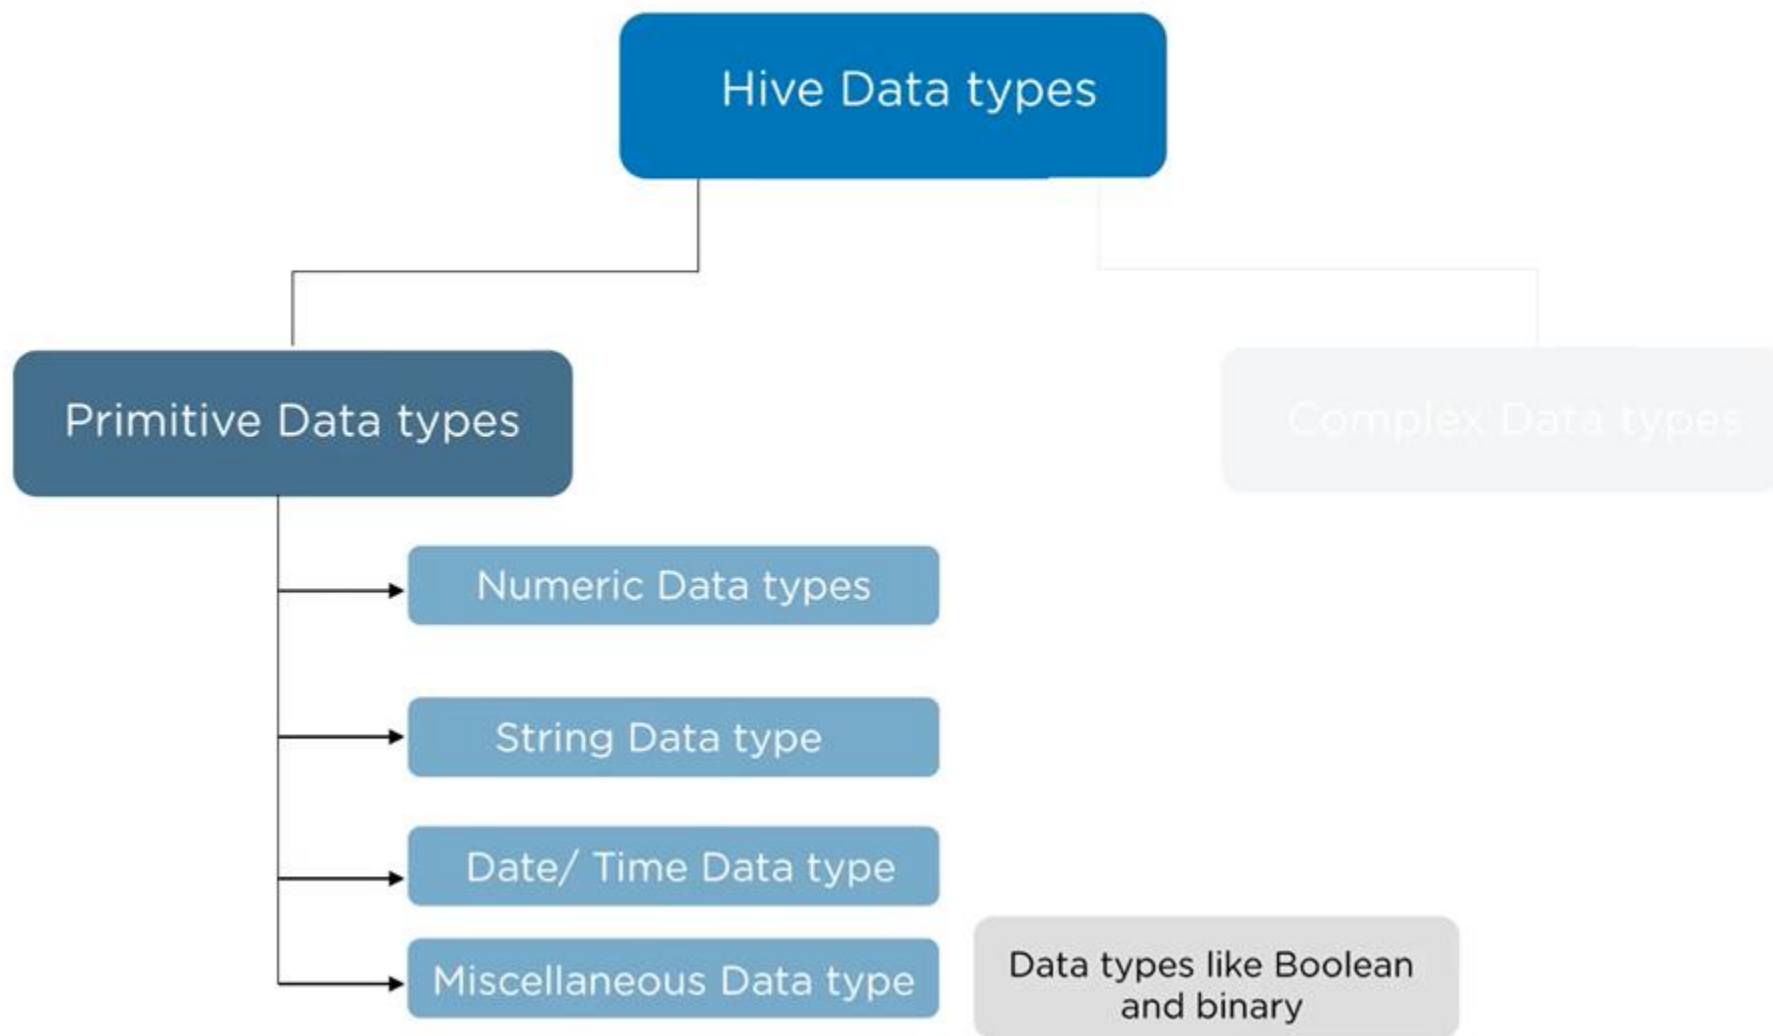 Hive Data types
Primitive Data types
Complex Data types
Numeric Data types
String Data type
Date/ Time Data type
Miscellaneous Data type
Data types like Boolean
and binary